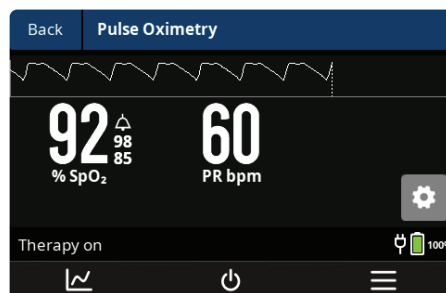 Back Pulse Oximetry
92 98
85
% SpO₂
60
PR bpm
Therapy on 100%